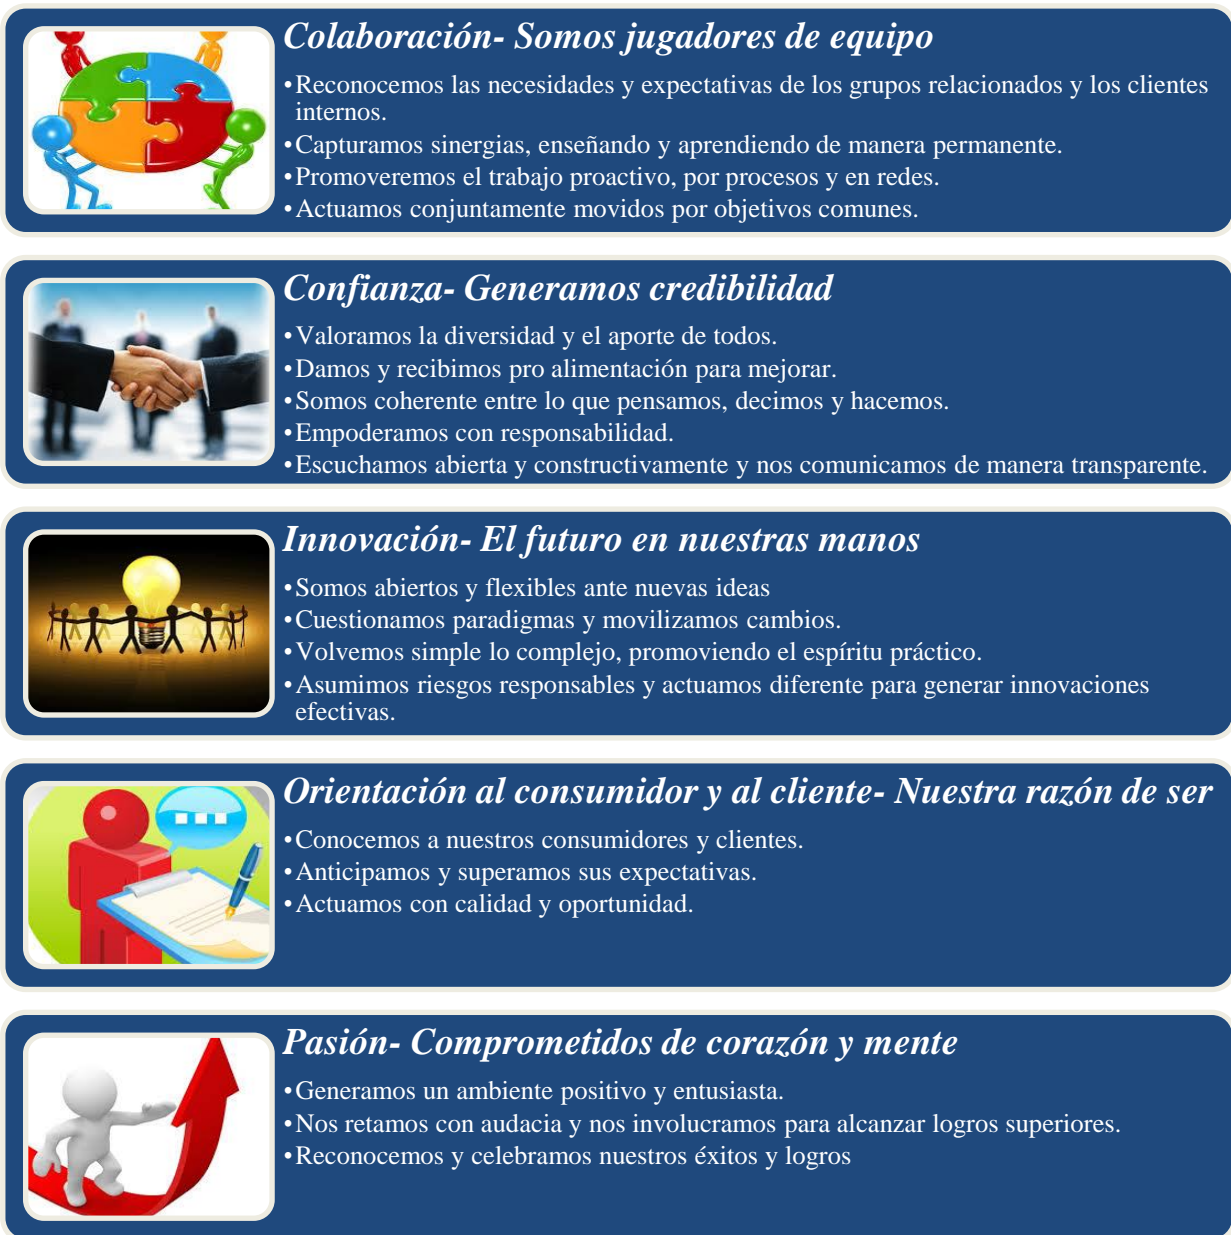 Colaboración- Somos jugadores de equipo
•Reconocemos las necesidades y expectativas de los grupos relacionados y los clientes
internos.
•Capturamos sinergias, enseñando y aprendiendo de manera permanente.
•Promoveremos el trabajo proactivo, por procesos y en redes.
•Actuamos conjuntamente movidos por objetivos comunes.
Confianza- Generamos credibilidad
•Valoramos la diversidad y el aporte de todos.
•Damos y recibimos pro alimentación para mejorar.
•Somos coherente entre lo que pensamos, decimos y hacemos.
•Empoderamos con responsabilidad.
•Escuchamos abierta y constructivamente y nos comunicamos de manera transparente.
Innovación- El futuro en nuestras manos
•Somos abiertos y flexibles ante nuevas ideas
•Cuestionamos paradigmas y movilizamos cambios.
•Volvemos simple lo complejo, promoviendo el espíritu práctico.
•Asumimos riesgos responsables y actuamos diferente para generar innovaciones
efectivas.
Orientación al consumidor y al cliente- Nuestra razón de ser
•Conocemos a nuestros consumidores y clientes.
•Anticipamos y superamos sus expectativas.
•Actuamos con calidad y oportunidad.
Pasión- Comprometidos de corazón y mente
•Generamos un ambiente positivo y entusiasta.
•Nos retamos con audacia y nos involucramos para alcanzar logros superiores.
•Reconocemos y celebramos nuestros éxitos y logros